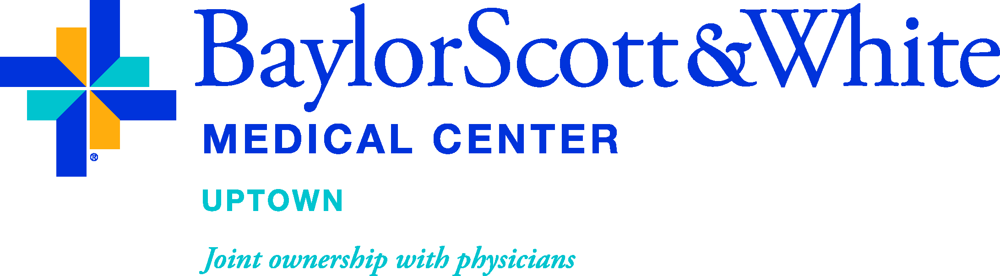 BaylorScott&White
MEDICAL CENTER
®
UPTOWN
Joint ownership with physicians